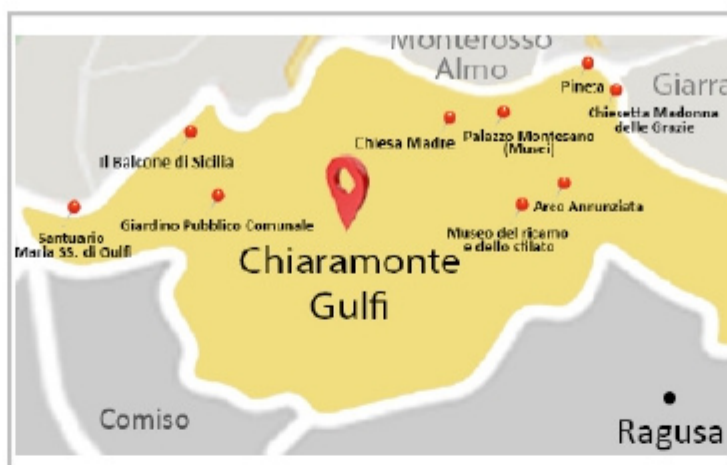 Monterosso
Almo
Pineta
Giarra
Chiesetta Madonna
delle Grazie
Chiesa Madre
Palazzo Montesano
(Musei)
Il Balcone di Sicilia
Giardino Pubblico Comunale
Arco Annunziata
Santuario
Maria SS. di Gulfi
Museo del ricamo
e dello sfilato
Chiaramonte
Gulfi
Comiso
Ragusa